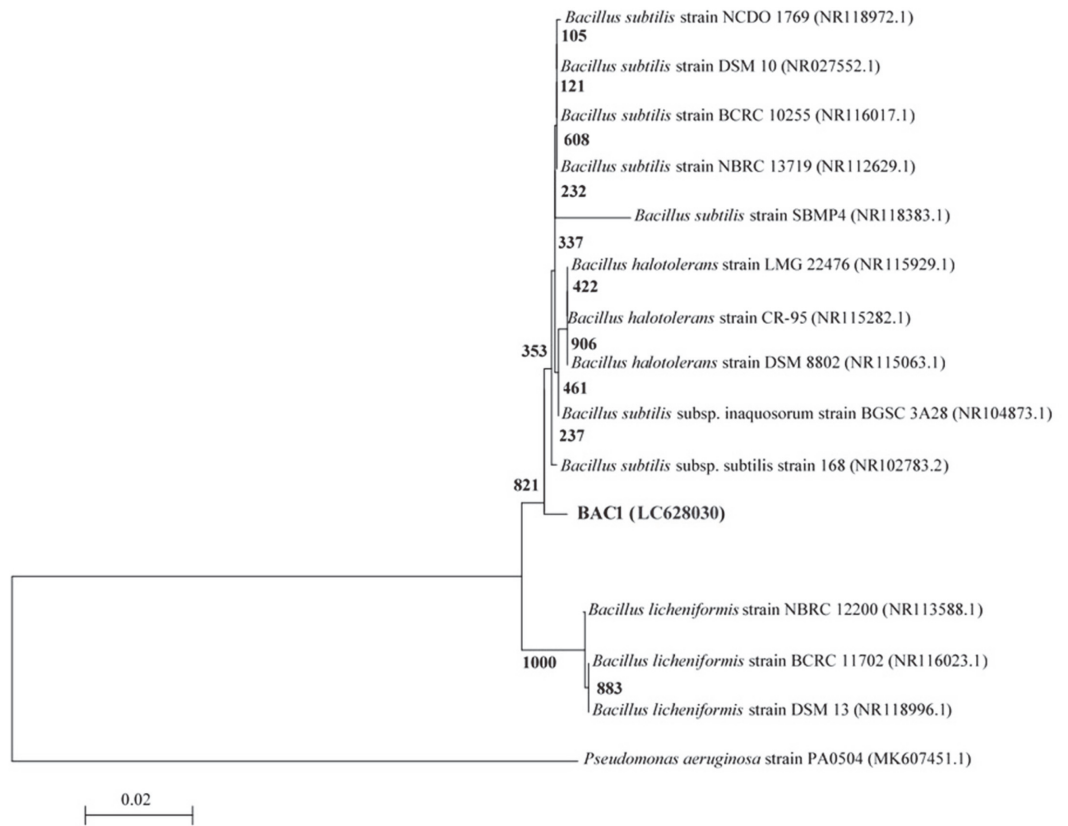 Bacillus subtilis strain NCDO 1769 (NR118972.1)
105
Bacillus subtilis strain DSM 10 (NR027552.1)
121
Bacillus subtilis strain BCRC 10255 (NR116017.1)
608
Bacillus subtilis strain NBRC 13719 (NR112629.1)
232
Bacillus subtilis strain SBMP4 (NR118383.1)
337
Bacillus halotolerans strain LMG 22476 (NR115929.1)
422
Bacillus halotolerans strain CR-95 (NR115282.1)
906
353
Bacillus halotolerans strain DSM 8802 (NR115063.1)
461
Bacillus subtilis subsp. inaquosorum strain BGSC 3A28 (NR104873.1)
237
Bacillus subtilis subsp. subtilis strain 168 (NR102783.2)
821
BAC1 (LC628030)
Bacillus licheniformis strain NBRC 12200 (NR113588.1)
1000
Bacillus licheniformis strain BCRC 11702 (NR116023.1)
883
Bacillus licheniformis strain DSM 13 (NR118996.1)
Pseudomonas aeruginosa strain PA0504 (MK607451.1)
0.02